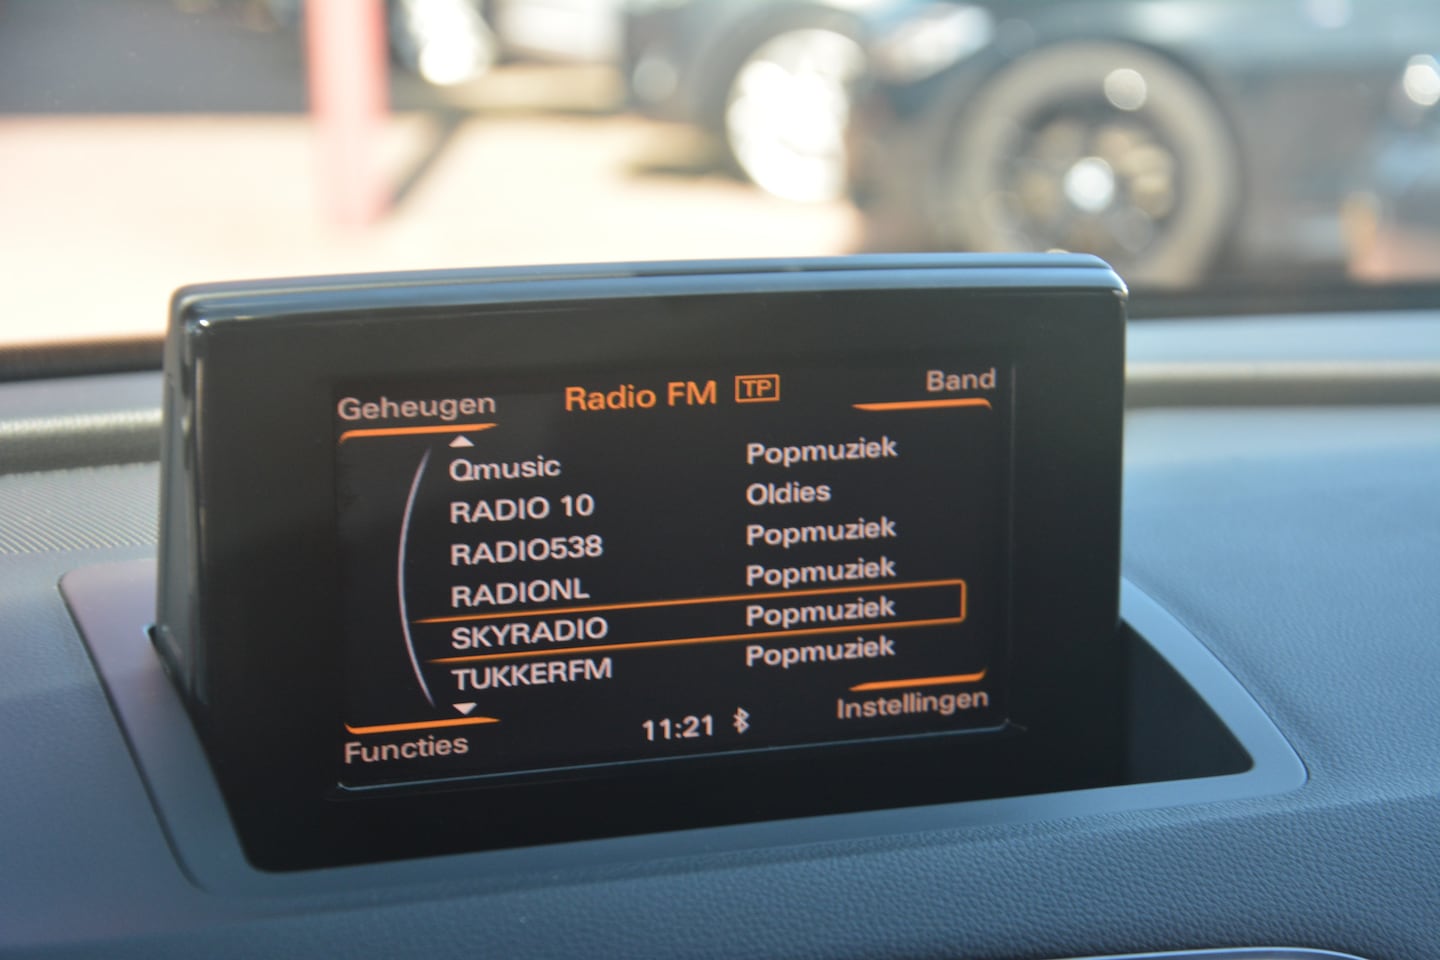 Geheugen Radio FM TP Band
Qmusic Popmuziek
RADIO 10 Oldies
RADIO538 Popmuziek
RADIONL Popmuziek
SKYRADIO Popmuziek
TUKKERFM Popmuziek
Functies 11:21 Instellingen